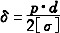 δ = p·d / 2[σ]